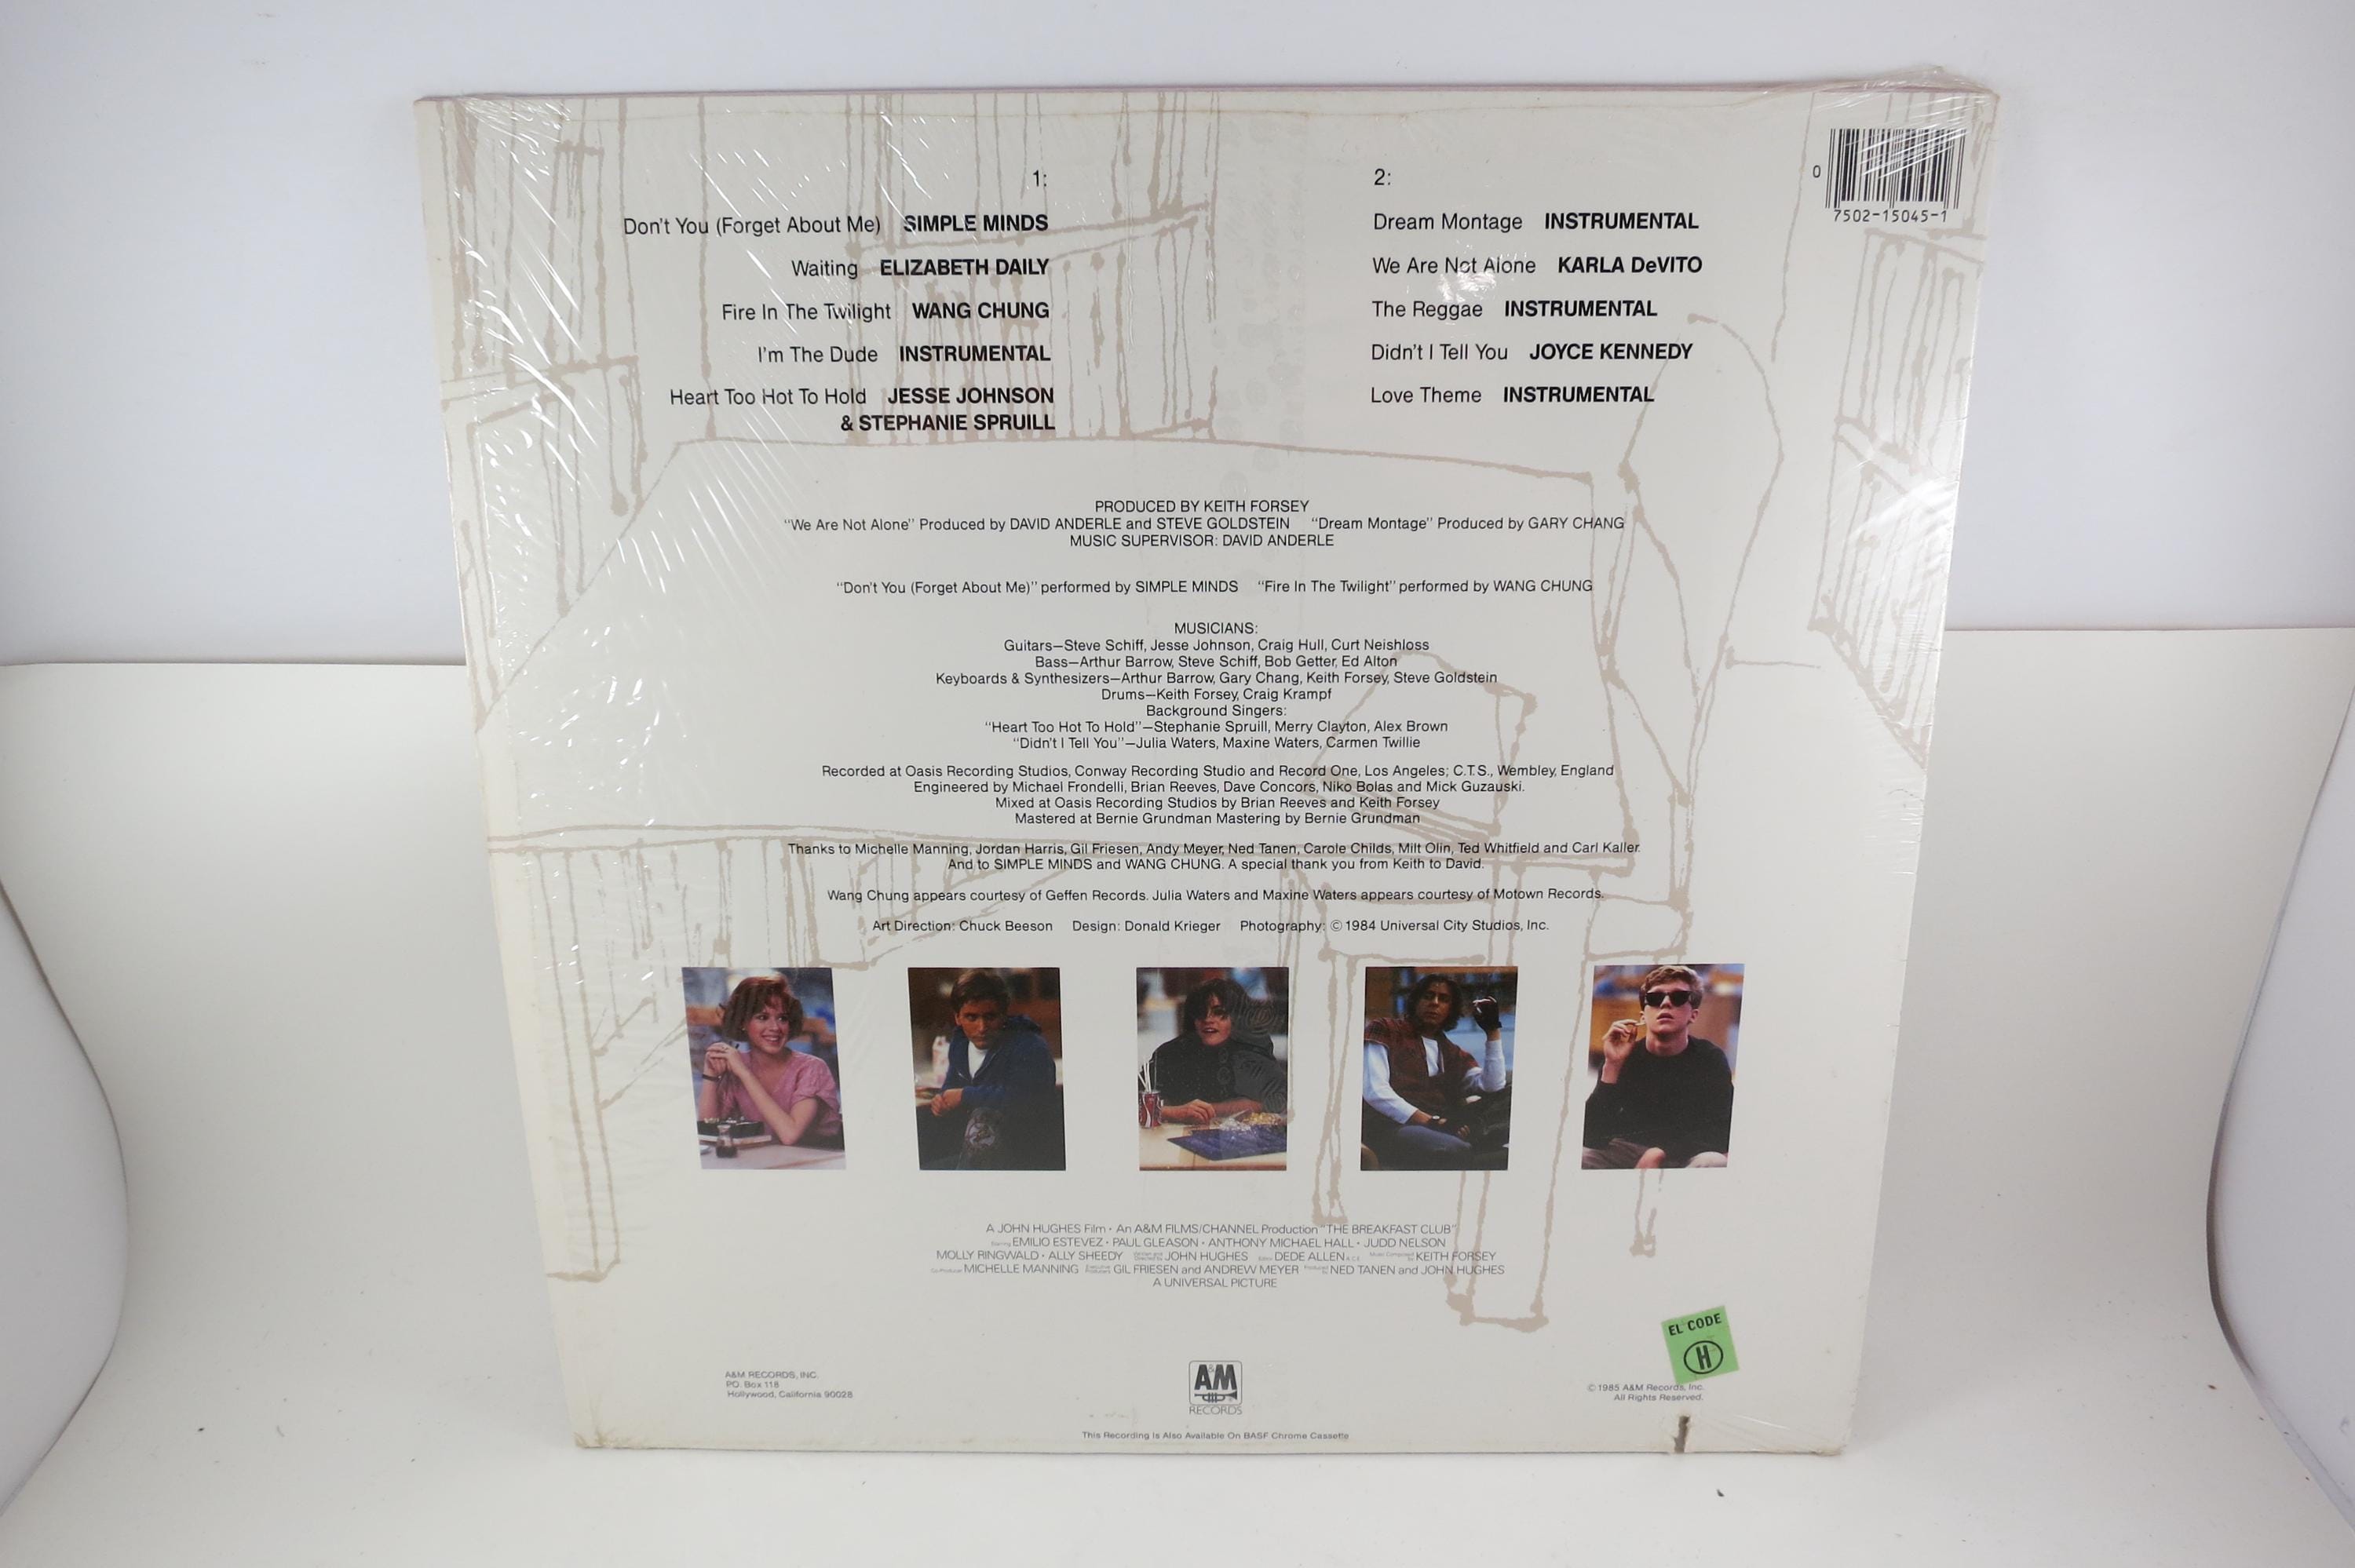 1:
Don't You (Forget About Me) SIMPLE MINDS
Waiting ELIZABETH DAILY
Fire In The Twilight WANG CHUNG
I'm The Dude INSTRUMENTAL
Heart Too Hot To Hold JESSE JOHNSON
& STEPHANIE SPRUILL
2:
Dream Montage INSTRUMENTAL
We Are Not Alone KARLA DeVITO
The Reggae INSTRUMENTAL
Didn't I Tell You JOYCE KENNEDY
Love Theme INSTRUMENTAL
0
7502-15045-1
PRODUCED BY KEITH FORSEY
"We Are Not Alone" Produced by DAVID ANDERLE and STEVE GOLDSTEIN "Dream Montage" Produced by GARY CHANG
MUSIC SUPERVISOR: DAVID ANDERLE
"Don't You (Forget About Me)" performed by SIMPLE MINDS "Fire In The Twilight" performed by WANG CHUNG
MUSICIANS:
Guitars—Steve Schiff, Jesse Johnson, Craig Hull, Curt Neishloss
Bass—Arthur Barrow, Steve Schiff, Bob Getter, Ed Alton
Keyboards & Synthesizers—Arthur Barrow, Gary Chang, Keith Forsey, Steve Goldstein
Drums—Keith Forsey, Craig Krampf
Background Singers:
"Heart Too Hot To Hold"—Stephanie Spruill, Merry Clayton, Alex Brown
"Didn't I Tell You"—Julia Waters, Maxine Waters, Carmen Twillie
Recorded at Oasis Recording Studios, Conway Recording Studio and Record One, Los Angeles; C.T.S., Wembley, England
Engineered by Michael Frondelli, Brian Reeves, Dave Concors, Niko Bolas and Mick Guzauski.
Mixed at Oasis Recording Studios by Brian Reeves and Keith Forsey
Mastered at Bernie Grundman Mastering by Bernie Grundman
Thanks to Michelle Manning, Jordan Harris, Gil Friesen, Andy Meyer, Ned Tanen, Carole Childs, Milt Olin, Ted Whitfield and Carl Kaller.
And to SIMPLE MINDS and WANG CHUNG. A special thank you from Keith to David.
Wang Chung appears courtesy of Geffen Records. Julia Waters and Maxine Waters appears courtesy of Motown Records.
Art Direction: Chuck Beeson Design: Donald Krieger Photography: © 1984 Universal City Studios, Inc.
A JOHN HUGHES Film • An A&M FILMS/CHANNEL Production "THE BREAKFAST CLUB"
EMILIO ESTEVEZ • PAUL GLEASON • ANTHONY MICHAEL HALL • JUDD NELSON
MOLLY RINGWALD • ALLY SHEEDY JOHN HUGHES DEDE ALLEN A.C.E. KEITH FORSEY
MICHELLE MANNING GIL FRIESEN and ANDREW MEYER NED TANEN and JOHN HUGHES
A UNIVERSAL PICTURE
EL CODE
H
A&M RECORDS, INC.
P.O. Box 118
Hollywood, California 90028
A&M
RECORDS
© 1985 A&M Records, Inc.
All Rights Reserved.
This Recording Is Also Available On BASF Chrome Cassette